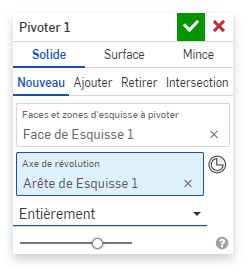 Pivoter 1
Solide Surface Mince
Nouveau Ajouter Retirer Intersection
Faces et zones d'esquisse à pivoter
Face de Esquisse 1
Axe de révolution
Arête de Esquisse 1
Entièrement